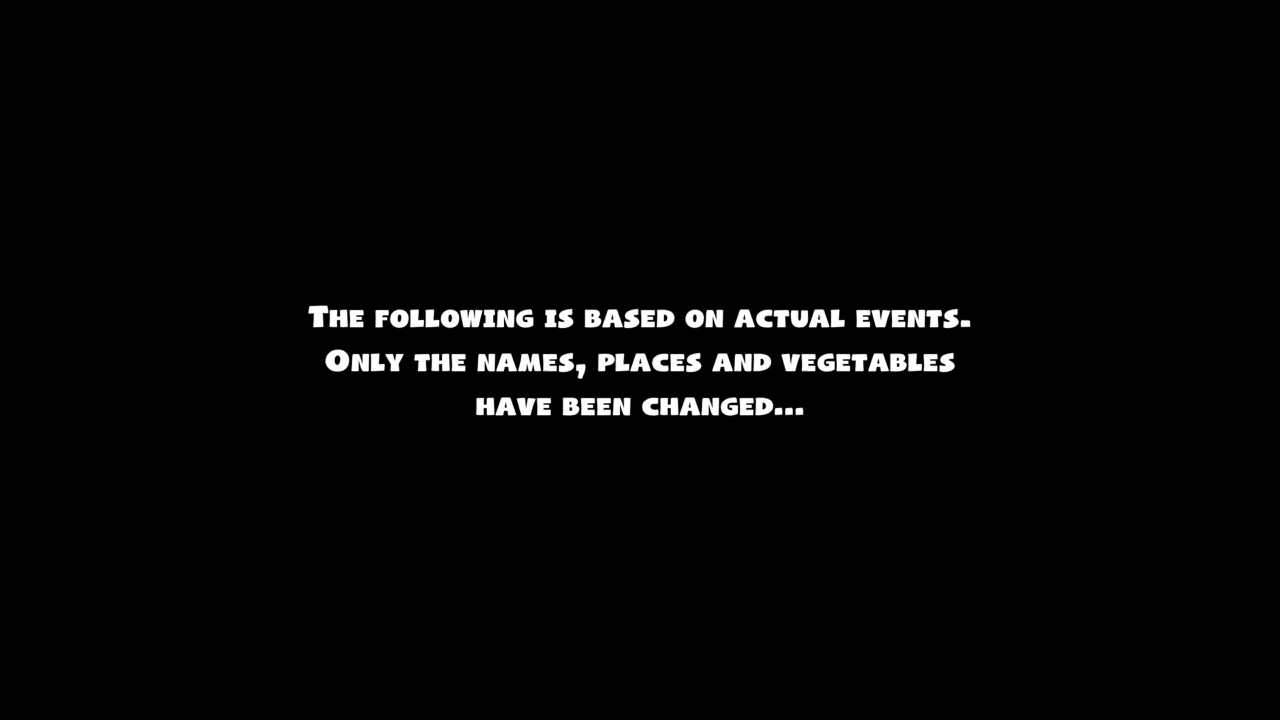 The following is based on actual events.
Only the names, places and vegetables
have been changed...